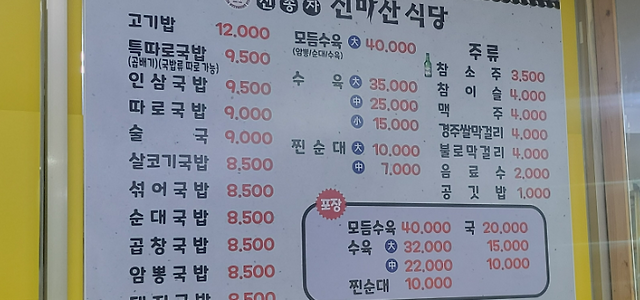 신마산 식당
고기밥 12,000
특따로국밥 9,500
(곱배기)(국밥류 따로 가능)
인삼국밥 9,500
따로국밥 9,000
술국 9,000
살코기국밥 8,500
섞어국밥 8,500
순대국밥 8,500
곱창국밥 8,500
암뽕국밥 8,500
8,500
모듬수육 大 40,000
(암뽕/순대/수육)
수육 大 35,000
中 25,000
小 15,000
찐순대 大 10,000
中 7,000
주류
참소주 3,500
참이슬 4,000
맥주 4,000
경주쌀막걸리 4,000
불로막걸리 4,000
음료수 2,000
공깃밥 1,000
포장
모듬수육 40,000 국 20,000
수육 大 32,000 15,000
中 22,000 10,000
찐순대 10,000